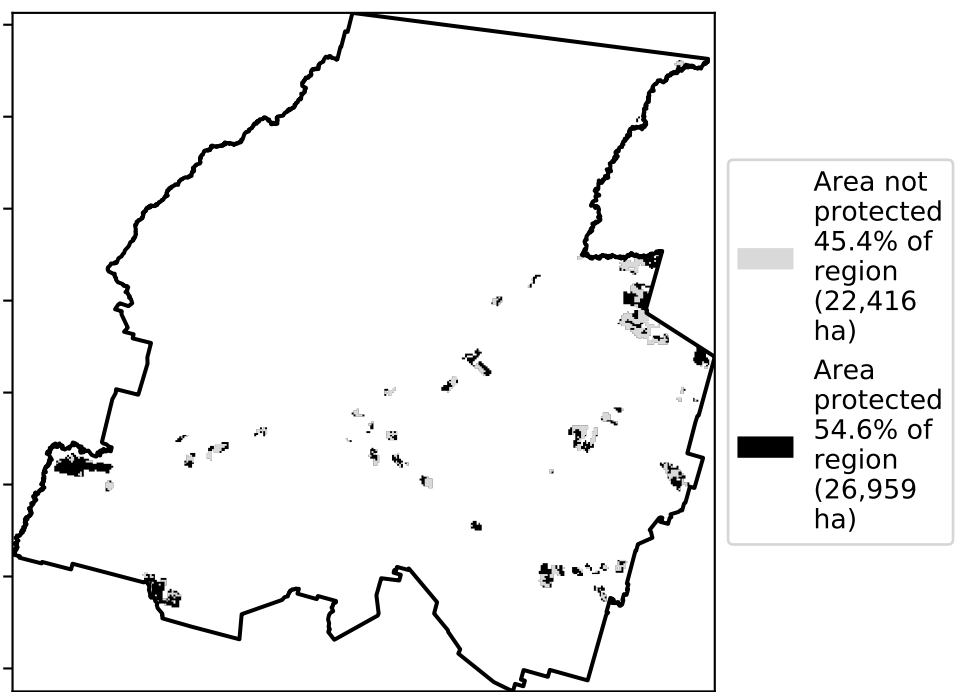 Area not
protected
45.4% of
region
(22,416
ha)
Area
protected
54.6% of
region
(26,959
ha)